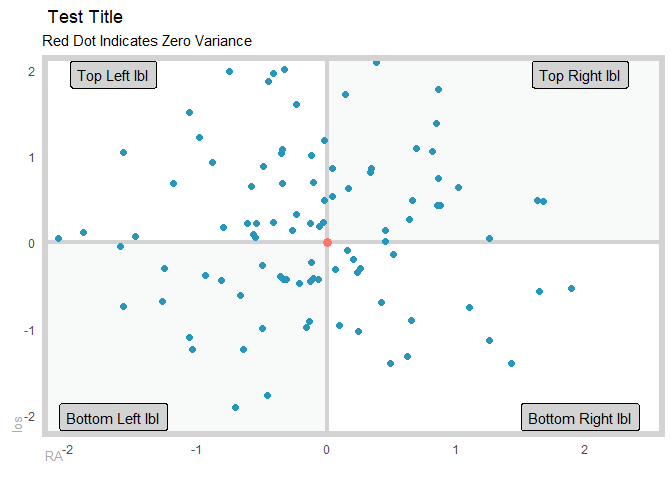 Test Title
Red Dot Indicates Zero Variance
Top Left lbl
Top Right lbl
2
1
0
-1
-2
Bottom Left lbl
Bottom Right lbl
los
-2
-1
0
1
2
RA